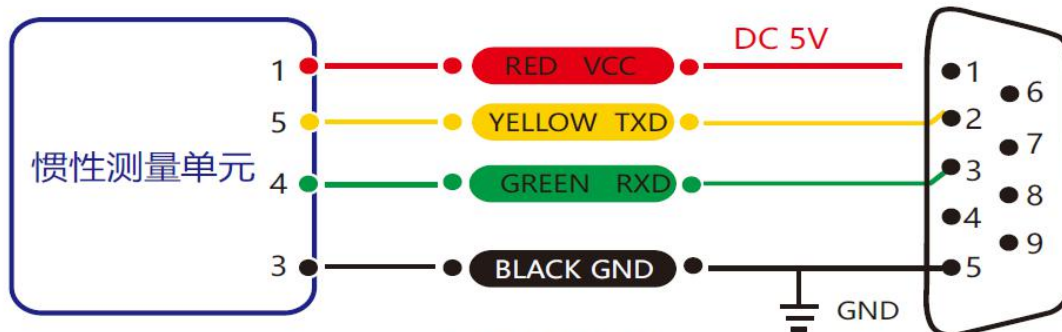 惯性测量单元
1 RED VCC DC 5V
5 YELLOW TXD
4 GREEN RXD
3 BLACK GND
GND
1
6
2
7
3
8
4
9
5